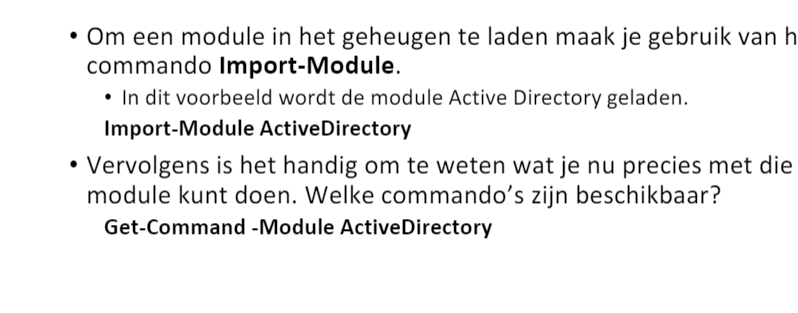 • Om een module in het geheugen te laden maak je gebruik van h
commando Import-Module.
• In dit voorbeeld wordt de module Active Directory geladen.
Import-Module ActiveDirectory
• Vervolgens is het handig om te weten wat je nu precies met die
module kunt doen. Welke commando’s zijn beschikbaar?
Get-Command -Module ActiveDirectory